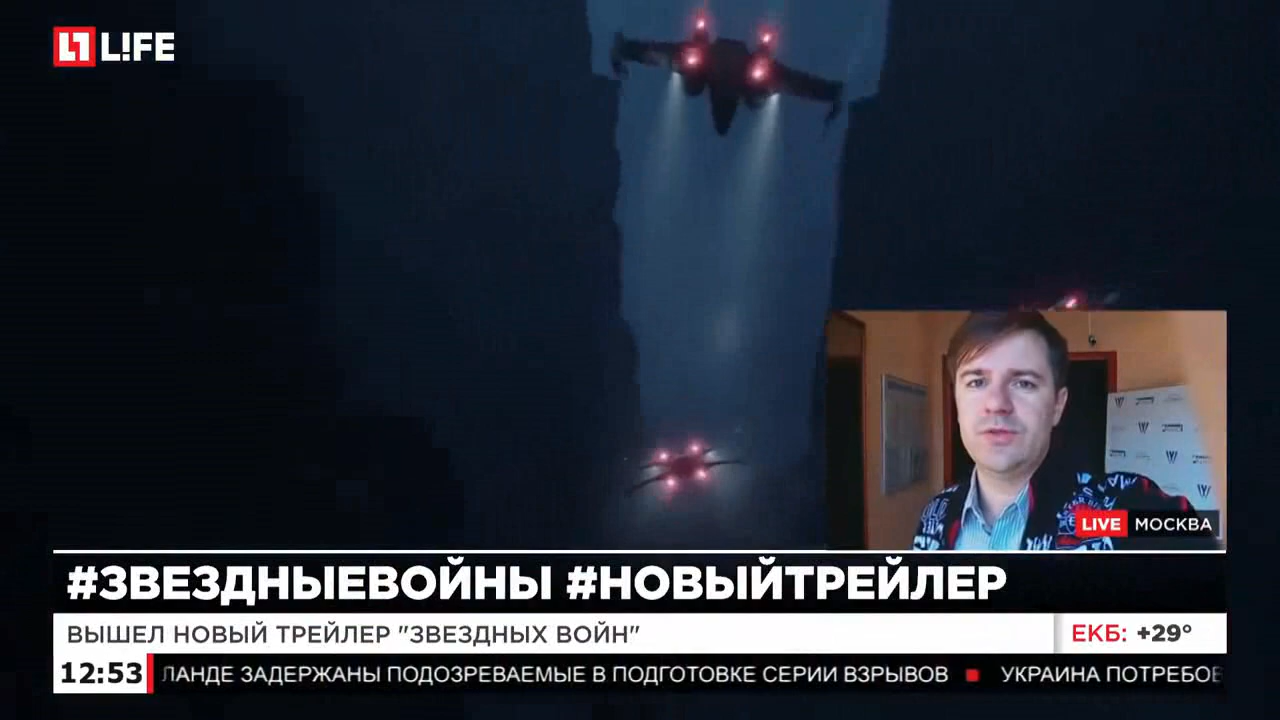 L!FE
LIVE МОСКВА
#ЗВЕЗДНЫЕВОЙНЫ #НОВЫЙТРЕЙЛЕР
ВЫШЕЛ НОВЫЙ ТРЕЙЛЕР "ЗВЕЗДНЫХ ВОЙН"
ЕКБ: +29°
12:53
ЛАНДЕ ЗАДЕРЖАНЫ ПОДОЗРЕВАЕМЫЕ В ПОДГОТОВКЕ СЕРИИ ВЗРЫВОВ
УКРАИНА ПОТРЕБОВ